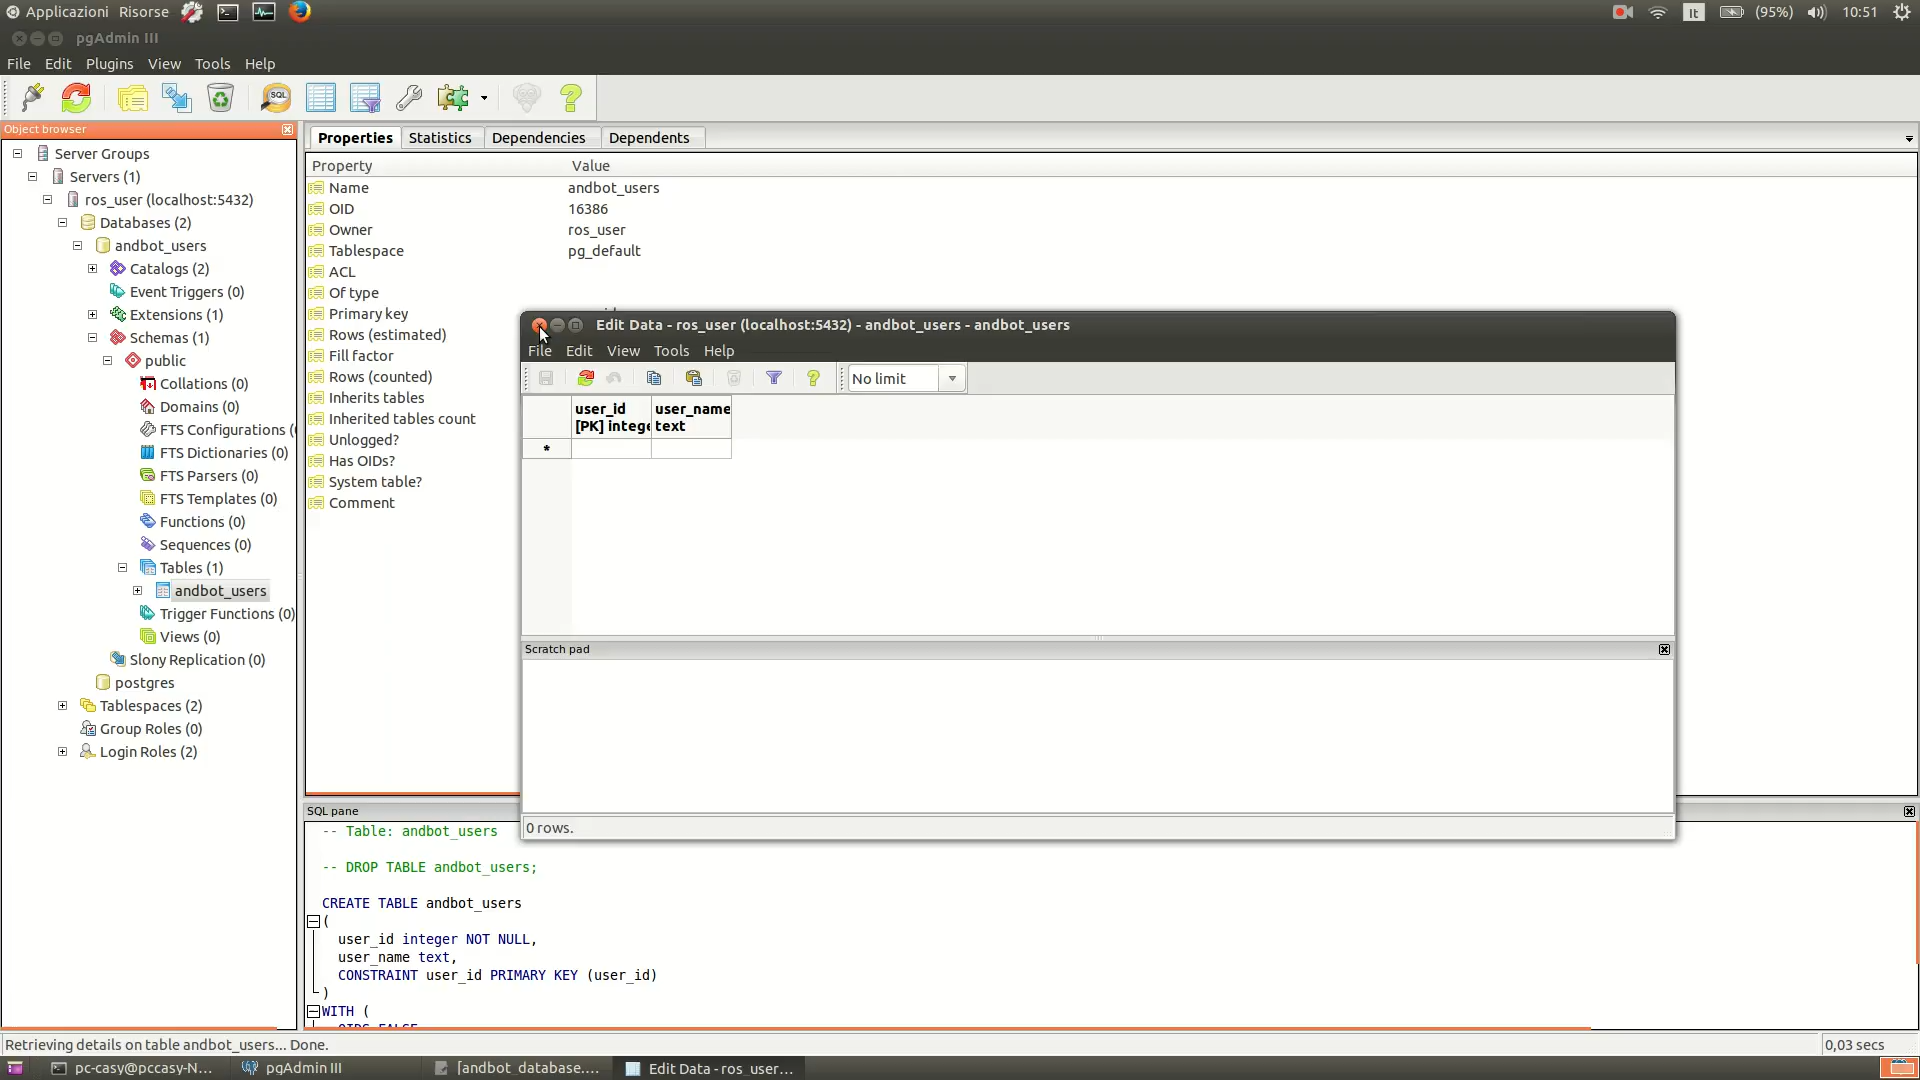 Applicazioni Risorse
It (95%) 10:51
pgAdmin III
File Edit Plugins View Tools Help
SQL
Object browser
Server Groups
Servers (1)
ros_user (localhost:5432)
Databases (2)
andbot_users
Catalogs (2)
Event Triggers (0)
Extensions (1)
Schemas (1)
public
Collations (0)
Domains (0)
FTS Configurations (
FTS Dictionaries (0)
FTS Parsers (0)
FTS Templates (0)
Functions (0)
Sequences (0)
Tables (1)
andbot_users
Trigger Functions (0)
Views (0)
Slony Replication (0)
postgres
Tablespaces (2)
Group Roles (0)
Login Roles (2)
Properties Statistics Dependencies Dependents
Property Value
Name andbot_users
OID 16386
Owner ros_user
Tablespace pg_default
ACL
Of type
Primary key
Rows (estimated)
Fill factor
Rows (counted)
Inherits tables
Inherited tables count
Unlogged?
Has OIDs?
System table?
Comment
Edit Data - ros_user (localhost:5432) - andbot_users - andbot_users
File Edit View Tools Help
No limit
user_id user_name
[PK] intege text
*
Scratch pad
0 rows.
SQL pane
-- Table: andbot_users
-- DROP TABLE andbot_users;
CREATE TABLE andbot_users
(
user_id integer NOT NULL,
user_name text,
CONSTRAINT user_id PRIMARY KEY (user_id)
)
WITH (
OIDS=FALSE
Retrieving details on table andbot_users... Done.
0,03 secs
pc-casy@pccasy-N... pgAdmin III [andbot_database.... Edit Data - ros_user...